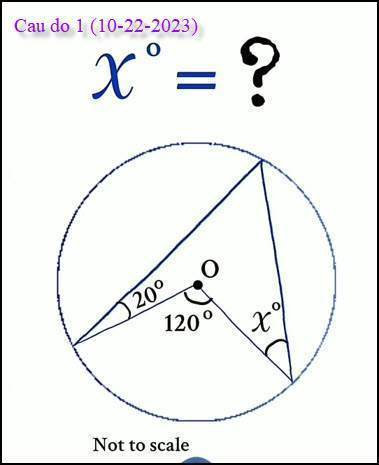 Cau do 1 (10-22-2023)
x° = ?
O
20°
120°
x°
Not to scale